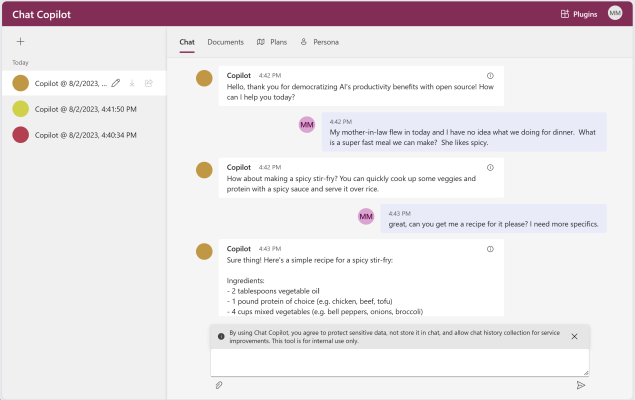 Chat Copilot
Plugins
MM
Today
Copilot @ 8/2/2023, ...
Copilot @ 8/2/2023, 4:41:50 PM
Copilot @ 8/2/2023, 4:40:34 PM
Chat
Documents
Plans
Persona
Copilot 4:42 PM
Hello, thank you for democratizing AI's productivity benefits with open source! How
can I help you today?
MM
4:42 PM
My mother-in-law flew in today and I have no idea what we doing for dinner. What
is a super fast meal we can make? She likes spicy.
Copilot 4:42 PM
How about making a spicy stir-fry? You can quickly cook up some veggies and
protein with a spicy sauce and serve it over rice.
MM
4:43 PM
great, can you get me a recipe for it please? I need more specifics.
Copilot 4:43 PM
Sure thing! Here's a simple recipe for a spicy stir-fry:
Ingredients:
- 2 tablespoons vegetable oil
- 1 pound protein of choice (e.g. chicken, beef, tofu)
- 4 cups mixed vegetables (e.g. bell peppers, onions, broccoli)
By using Chat Copilot, you agree to protect sensitive data, not store it in chat, and allow chat history collection for service
improvements. This tool is for internal use only.